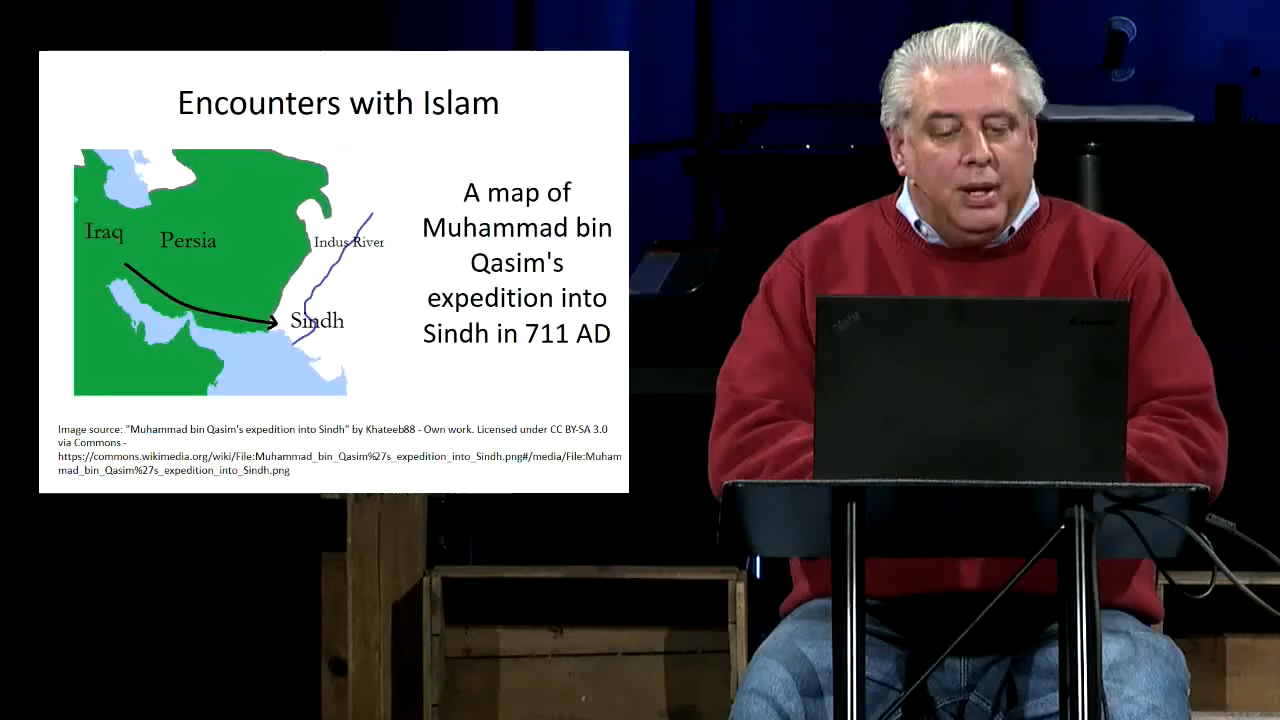 Encounters with Islam
Iraq
Persia
Indus River
Sindh
A map of
Muhammad bin
Qasim's
expedition into
Sindh in 711 AD
Image source: "Muhammad bin Qasim's expedition into Sindh" by Khateeb88 - Own work. Licensed under CC BY-SA 3.0
via Commons -
https://commons.wikimedia.org/wiki/File:Muhammad_bin_Qasim%27s_expedition_into_Sindh.png#/media/File:Muham
mad_bin_Qasim%27s_expedition_into_Sindh.png